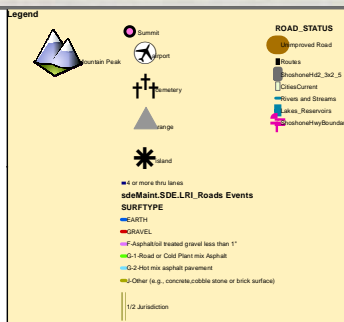 Legend
Mountain Peak
Summit
airport
cemetery
range
island
4 or more thru lanes
sdeMaint.SDE.LRI_Roads Events
SURFTYPE
EARTH
GRAVEL
F-Asphalt/oil treated gravel less than 1"
G-1-Road or Cold Plant mix Asphalt
G-2-Hot mix asphalt pavement
J-Other (e.g., concrete,cobble stone or brick surface)
1/2 Jurisdiction
ROAD_STATUS
Unimproved Road
Routes
ShoshoneHd2_3x2_5
CitiesCurrent
Rivers and Streams
Lakes_Reservoirs
ShoshoneHwyBounda